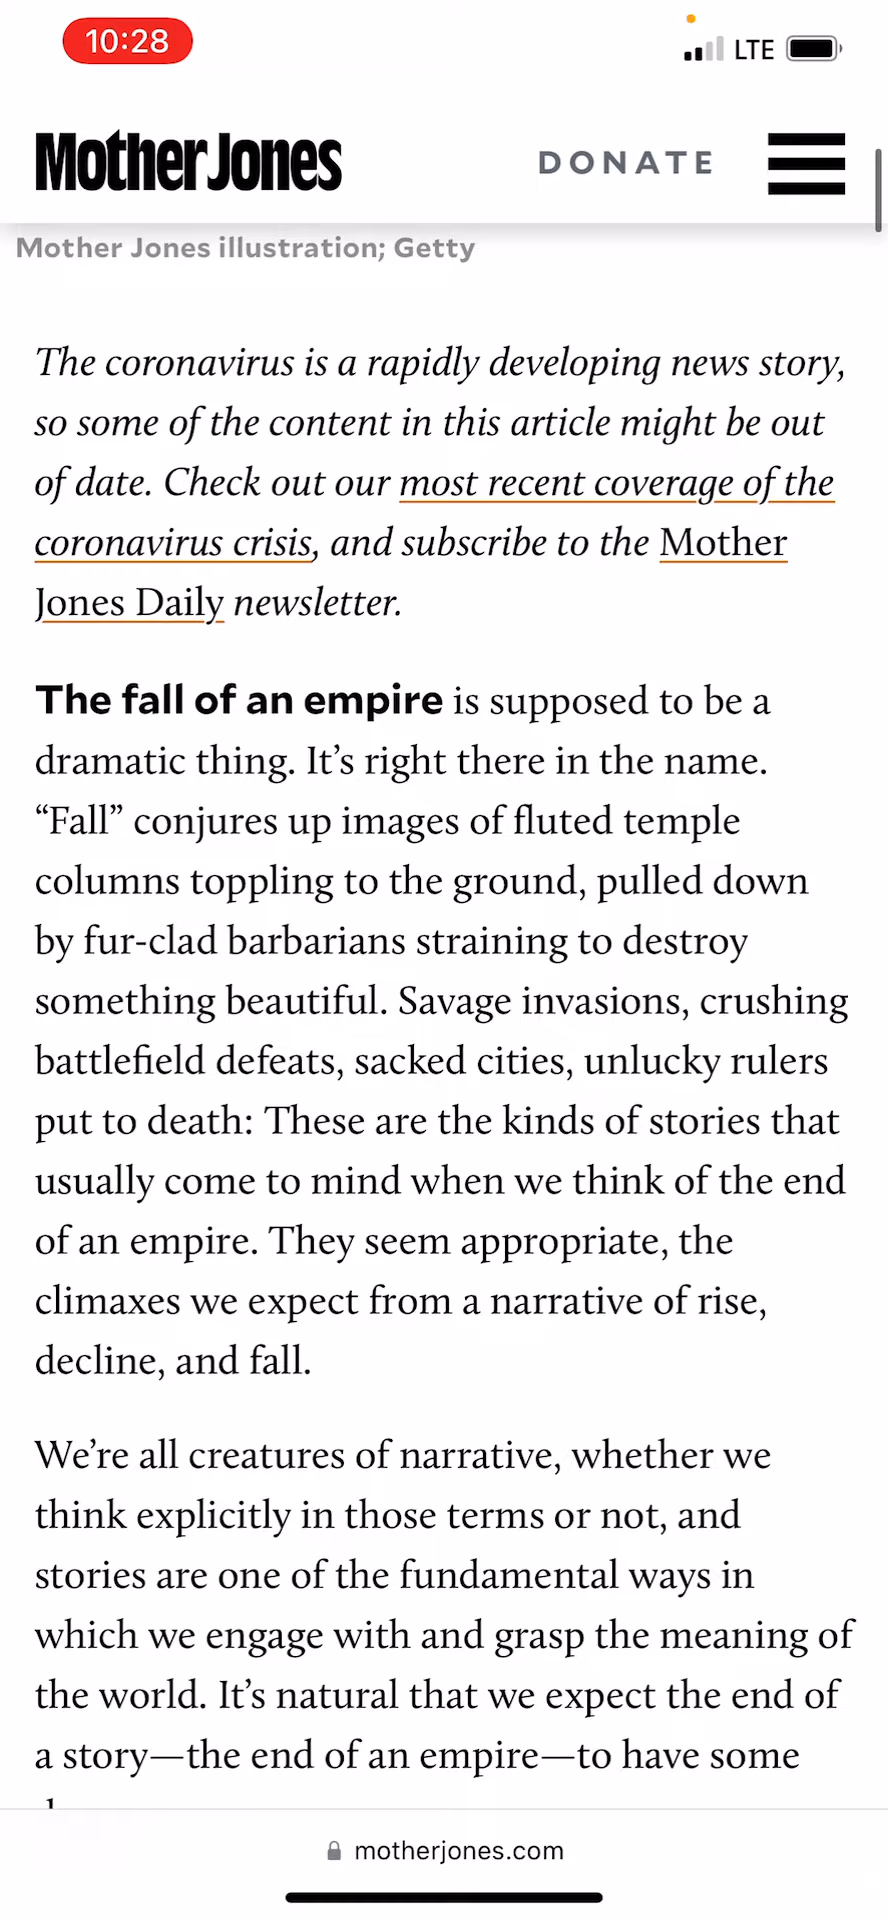 10:28
LTE
Mother Jones
DONATE
Mother Jones illustration; Getty
The coronavirus is a rapidly developing news story,
so some of the content in this article might be out
of date. Check out our most recent coverage of the
coronavirus crisis, and subscribe to the Mother
Jones Daily newsletter.
The fall of an empire is supposed to be a
dramatic thing. It’s right there in the name.
“Fall” conjures up images of fluted temple
columns toppling to the ground, pulled down
by fur-clad barbarians straining to destroy
something beautiful. Savage invasions, crushing
battlefield defeats, sacked cities, unlucky rulers
put to death: These are the kinds of stories that
usually come to mind when we think of the end
of an empire. They seem appropriate, the
climaxes we expect from a narrative of rise,
decline, and fall.
We’re all creatures of narrative, whether we
think explicitly in those terms or not, and
stories are one of the fundamental ways in
which we engage with and grasp the meaning of
the world. It’s natural that we expect the end of
a story—the end of an empire—to have some
motherjones.com